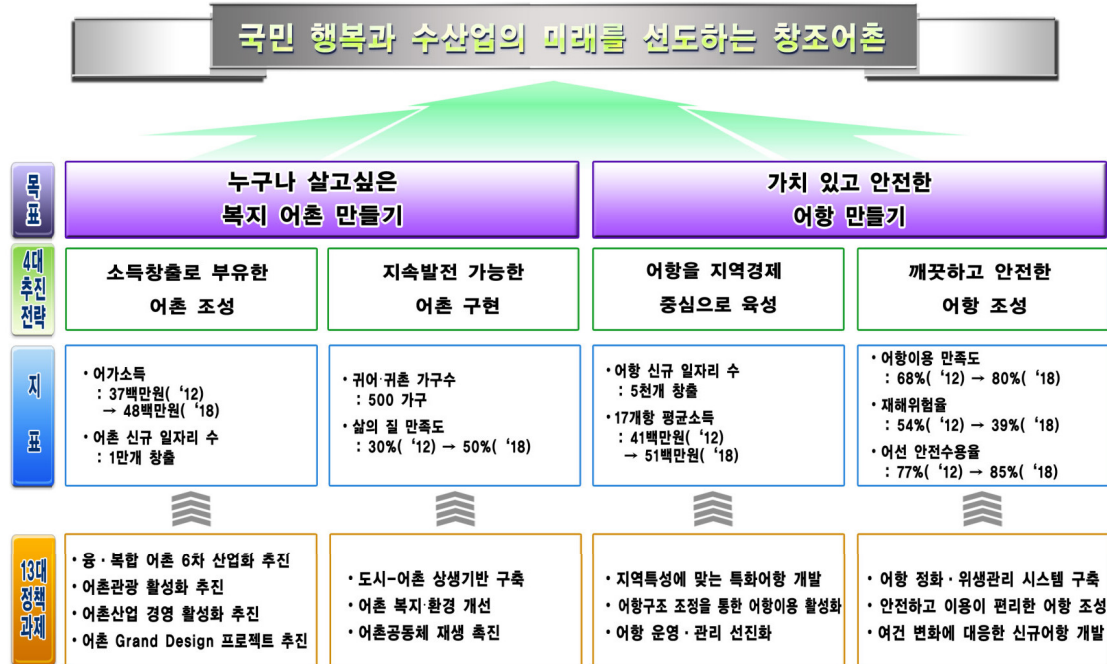 국민 행복과 수산업의 미래를 선도하는 창조어촌
목표
누구나 살고싶은
복지 어촌 만들기
가치 있고 안전한
어항 만들기
4대
추진
전략
소득창출로 부유한
어촌 조성
지속발전 가능한
어촌 구현
어항을 지역경제
중심으로 육성
깨끗하고 안전한
어항 조성
지표
• 어가소득
: 37백만원( ‘12)
→ 48백만원( ‘18)
• 어촌 신규 일자리 수
: 1만개 창출
• 귀어·귀촌 가구수
: 500 가구
• 삶의 질 만족도
: 30%( ‘12) → 50%( ‘18)
• 어항 신규 일자리 수
: 5천개 창출
• 17개항 평균소득
: 41백만원( ‘12)
→ 51백만원( ‘18)
• 어항이용 만족도
: 68%( ‘12) → 80%( ‘18)
• 재해위험율
: 54%( ‘12) → 39%( ‘18)
• 어선 안전수용율
: 77%( ‘12) → 85%( ‘18)
13대
정책
과제
• 융·복합 어촌 6차 산업화 추진
• 어촌관광 활성화 추진
• 어촌산업 경영 활성화 추진
• 어촌 Grand Design 프로젝트 추진
• 도시-어촌 상생기반 구축
• 어촌 복지·환경 개선
• 어촌공동체 재생 촉진
• 지역특성에 맞는 특화어항 개발
• 어항구조 조정을 통한 어항이용 활성화
• 어항 운영·관리 선진화
• 어항 정화·위생관리 시스템 구축
• 안전하고 이용이 편리한 어항 조성
• 여건 변화에 대응한 신규어항 개발